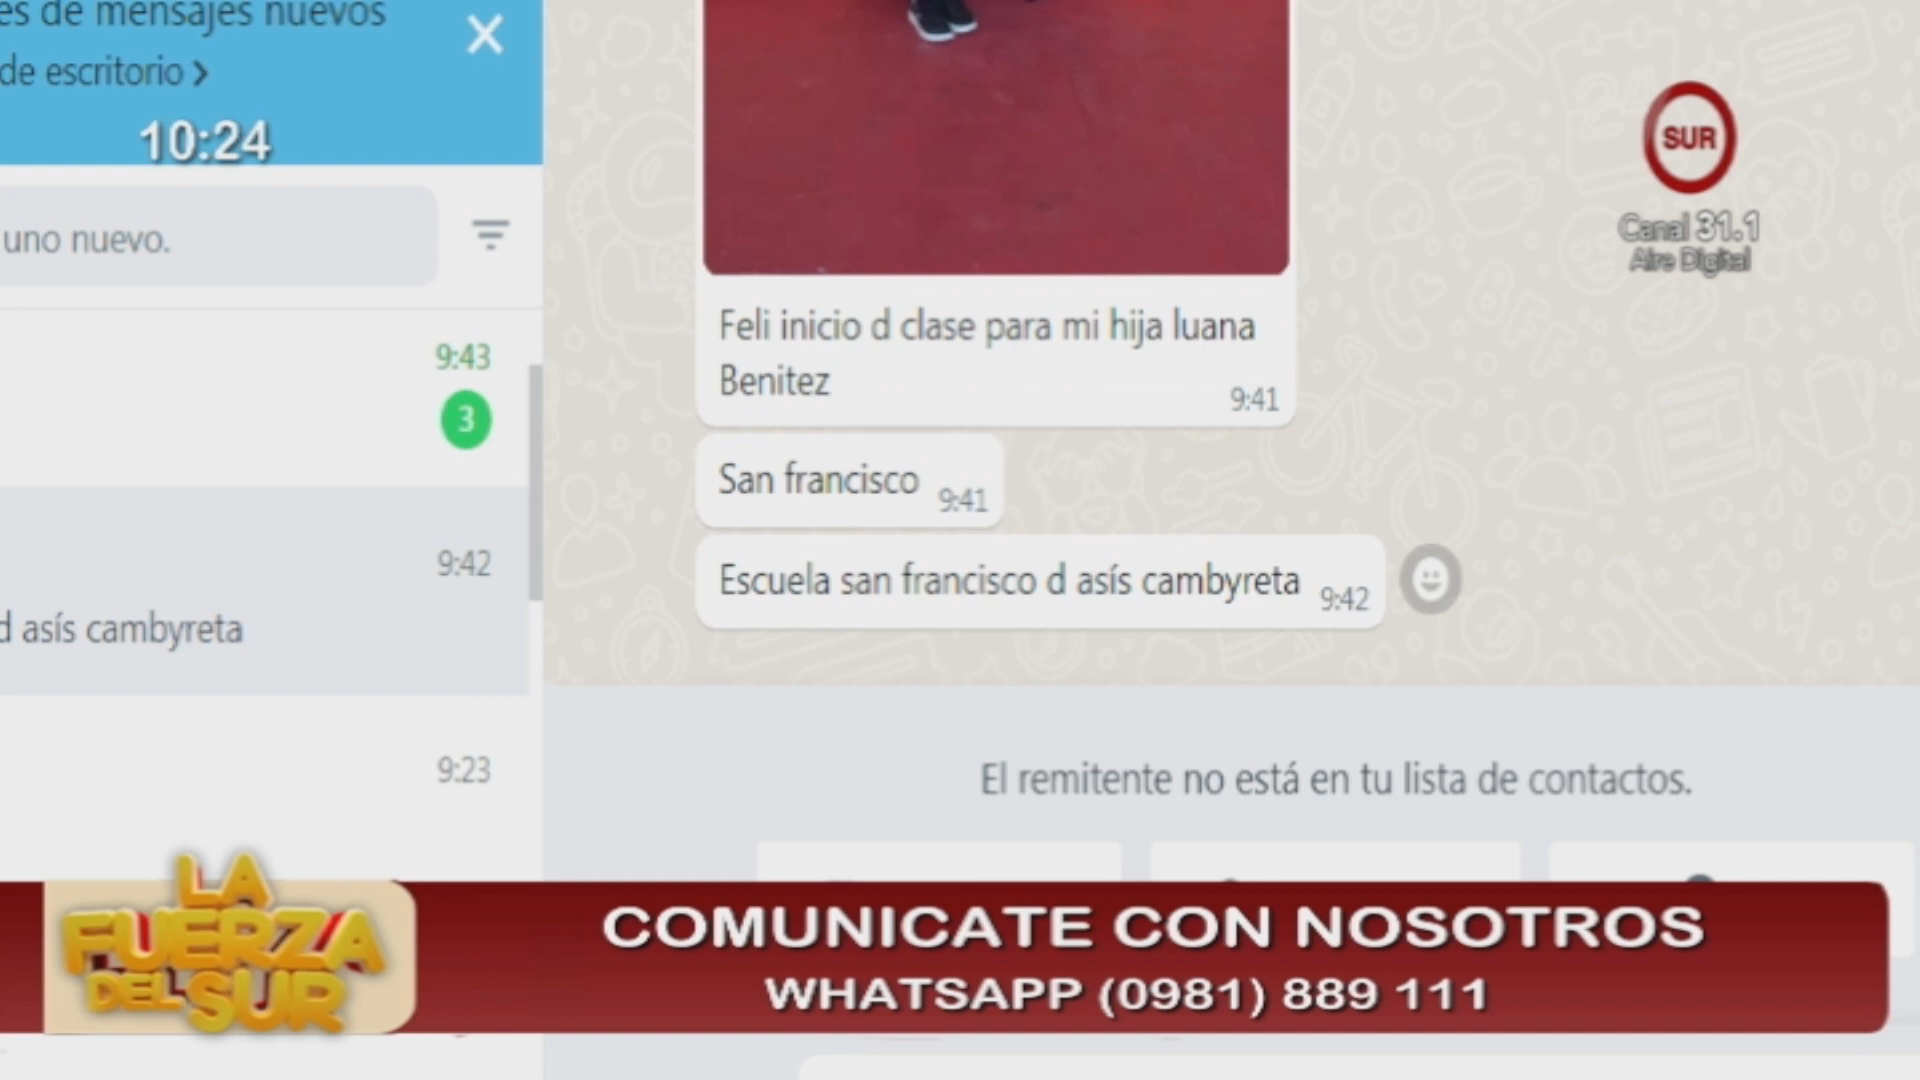 es de mensajes nuevos
de escritorio >
10:24
uno nuevo.
9:43
3
9:42
d asís cambyreta
9:23
Feli inicio d clase para mi hija luana
Benitez
9:41
San francisco 9:41
Escuela san francisco d asís cambyreta 9:42
El remitente no está en tu lista de contactos.
SUR
Canal 31.1
Aire Digital
LA
FUERZA
DEL SUR
COMUNICATE CON NOSOTROS
WHATSAPP (0981) 889 111